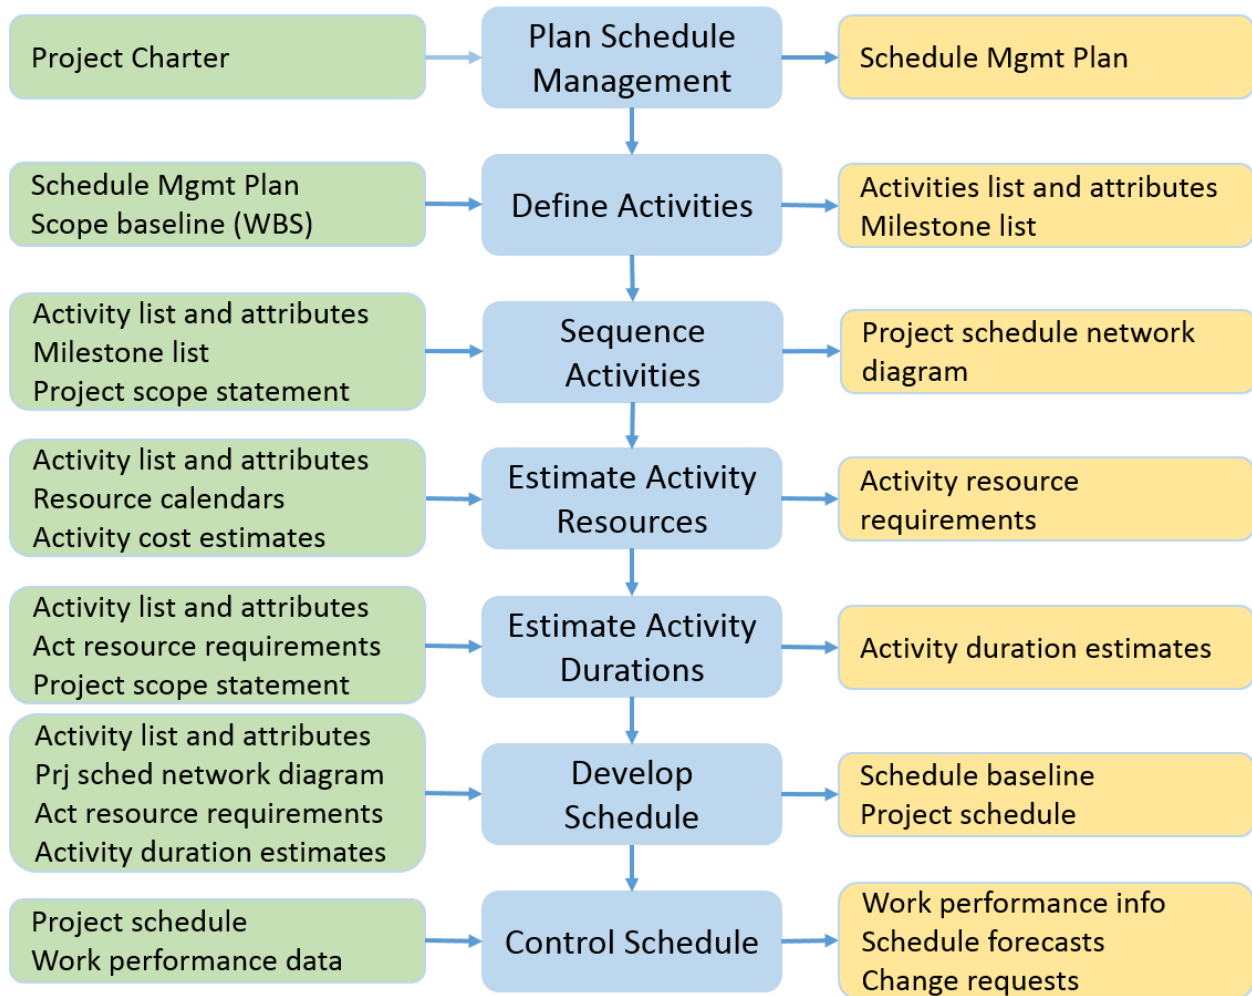 Project Charter
Plan Schedule
Management
Schedule Mgmt Plan
Schedule Mgmt Plan
Scope baseline (WBS)
Define Activities
Activities list and attributes
Milestone list
Activity list and attributes
Milestone list
Project scope statement
Sequence
Activities
Project schedule network
diagram
Activity list and attributes
Resource calendars
Activity cost estimates
Estimate Activity
Resources
Activity resource
requirements
Activity list and attributes
Act resource requirements
Project scope statement
Estimate Activity
Durations
Activity duration estimates
Activity list and attributes
Prj sched network diagram
Act resource requirements
Activity duration estimates
Develop
Schedule
Schedule baseline
Project schedule
Project schedule
Work performance data
Control Schedule
Work performance info
Schedule forecasts
Change requests